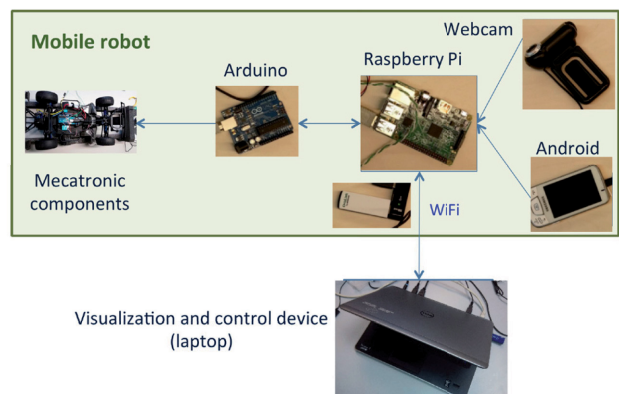 Mobile robot
Webcam
Arduino
Raspberry Pi
Android
Mecatronic
components
WiFi
Visualization and control device
(laptop)